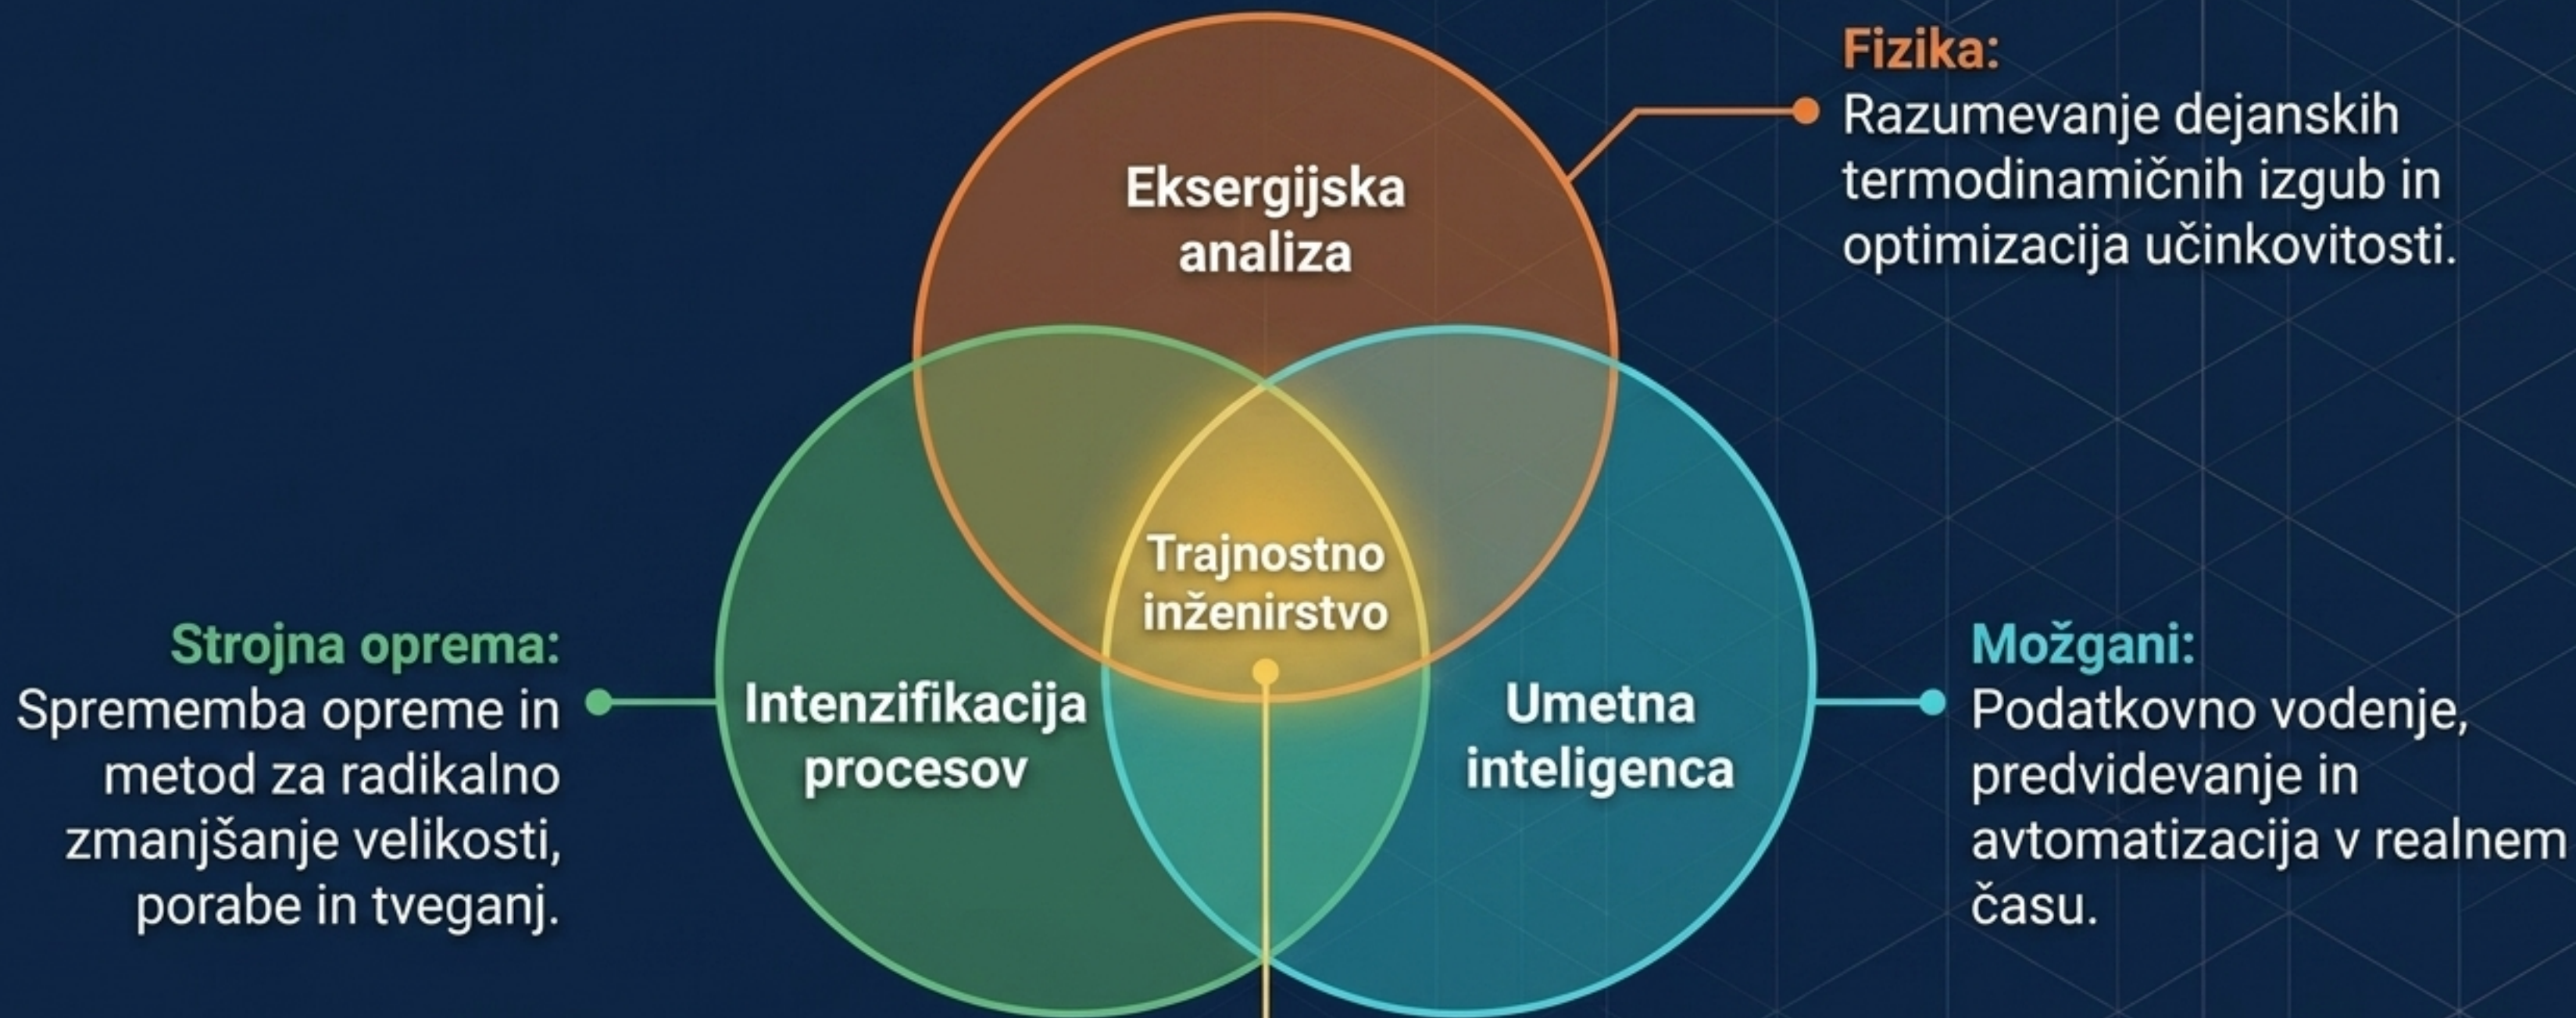 Fizika:
Razumevanje dejanskih
termodinamičnih izgub in
optimizacija učinkovitosti.
Eksergijska
analiza
Trajnostno
inženirstvo
Strojna oprema:
Sprememba opreme in
metod za radikalno
zmanjšanje velikosti,
porabe in tveganj.
Intenzifikacija
procesov
Umetna
inteligenca
Možgani:
Podatkovno vodenje,
predvidevanje in
avtomatizacija v realnem
času.